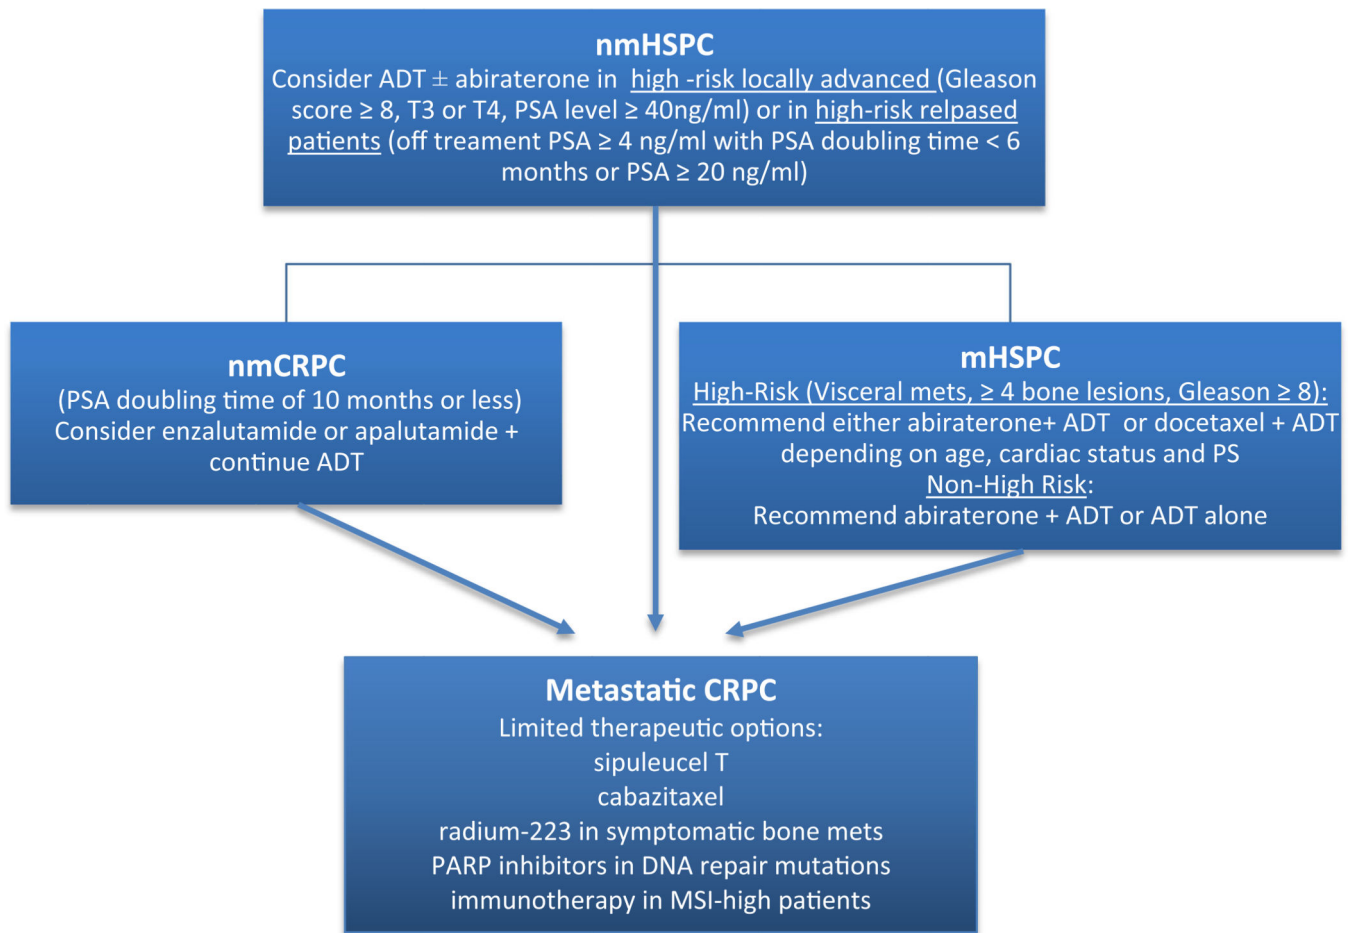 nmHSPC
Consider ADT ± abiraterone in high -risk locally advanced (Gleason
score ≥ 8, T3 or T4, PSA level ≥ 40ng/ml) or in high-risk relpased
patients (off treament PSA ≥ 4 ng/ml with PSA doubling time < 6
months or PSA ≥ 20 ng/ml)
nmCRPC
(PSA doubling time of 10 months or less)
Consider enzalutamide or apalutamide +
continue ADT
mHSPC
High-Risk (Visceral mets, ≥ 4 bone lesions, Gleason ≥ 8):
Recommend either abiraterone+ ADT or docetaxel + ADT
depending on age, cardiac status and PS
Non-High Risk:
Recommend abiraterone + ADT or ADT alone
Metastatic CRPC
Limited therapeutic options:
sipuleucel T
cabazitaxel
radium-223 in symptomatic bone mets
PARP inhibitors in DNA repair mutations
immunotherapy in MSI-high patients